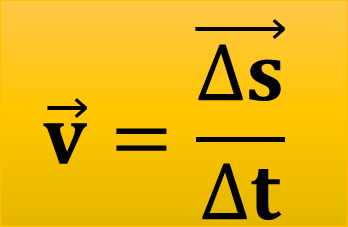 v⃗ = Δs⃗ / Δt